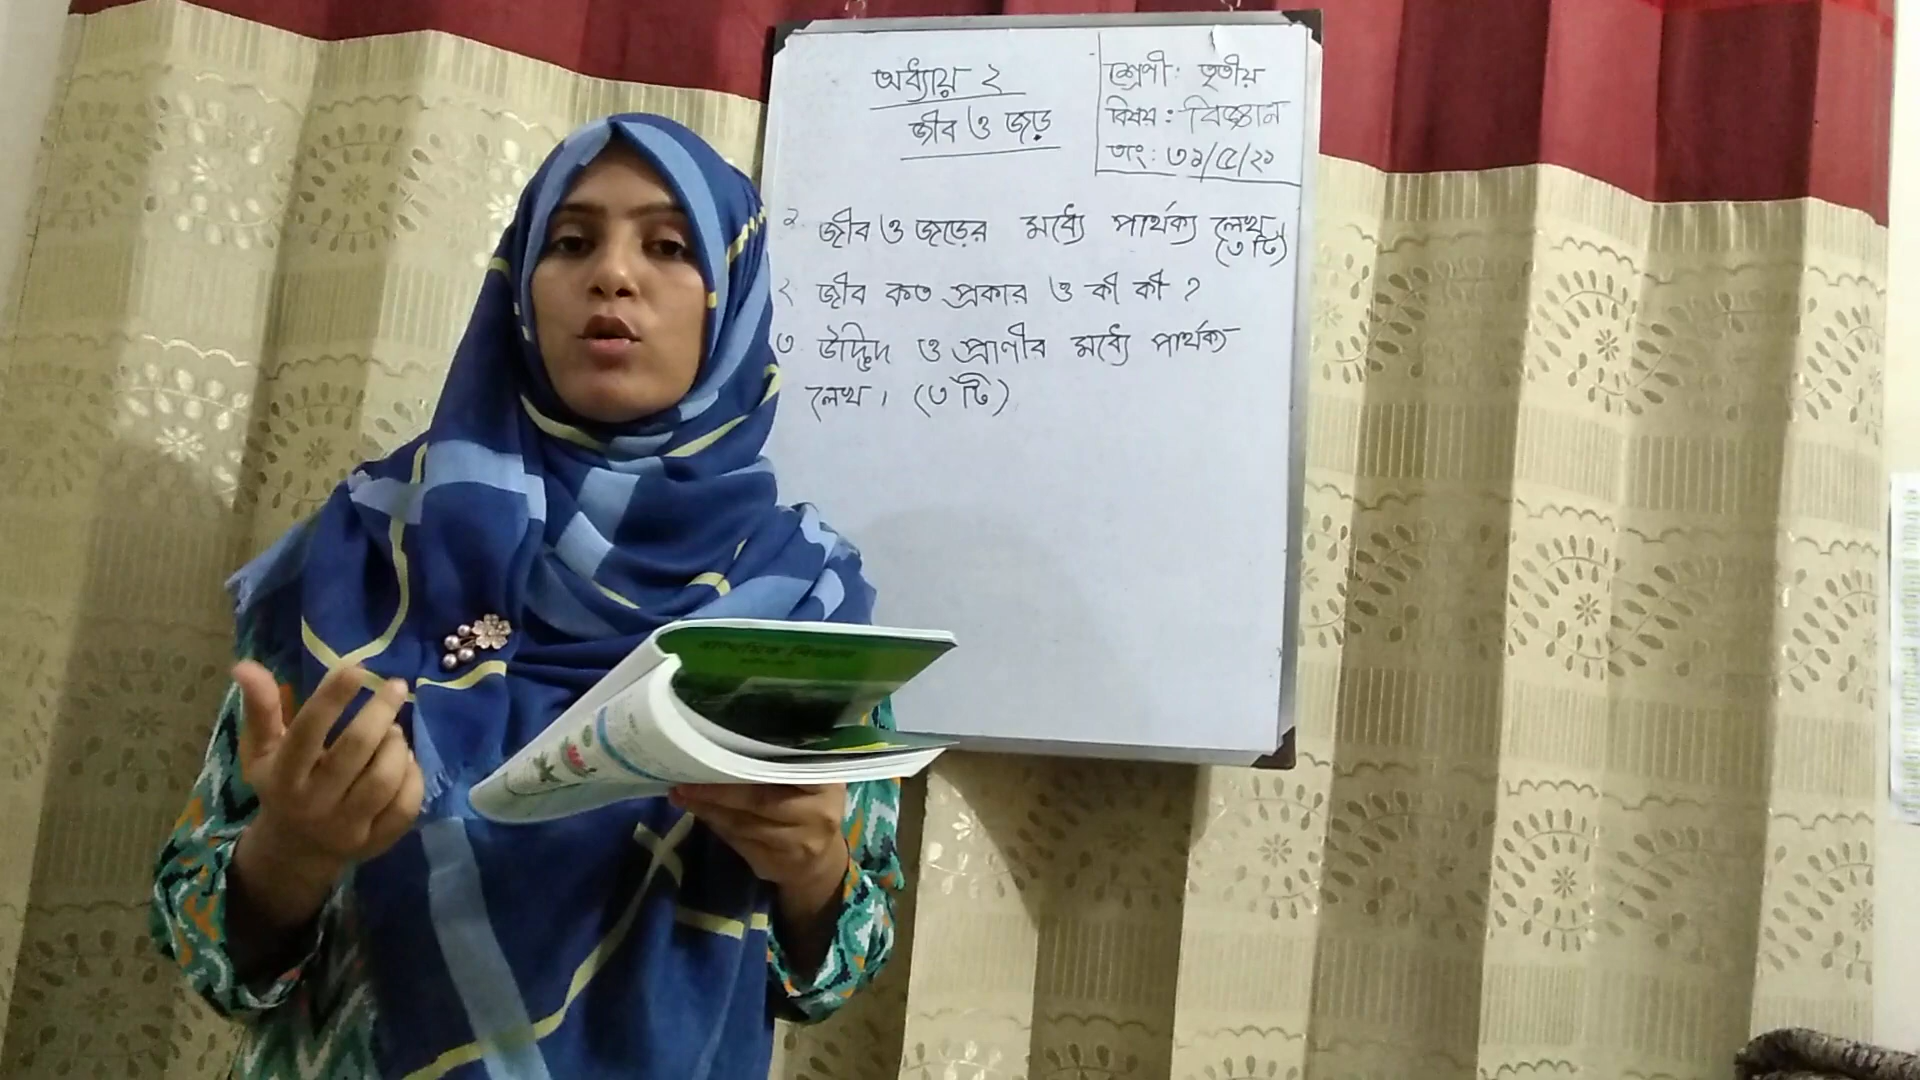 অধ্যায় ২
জীব ও জড়
শ্রেণী: তৃতীয়
বিষয়: বিজ্ঞান
তাং: ৩১/৫/২১
১. জীব ও জড়ের মধ্যে পার্থক্য লেখ।
(৩টি)
২. জীব কত প্রকার ও কী কী ?
৩. উদ্ভিদ ও প্রাণীর মধ্যে পার্থক্য
লেখ। (৩টি)
প্রাথমিক বিজ্ঞান